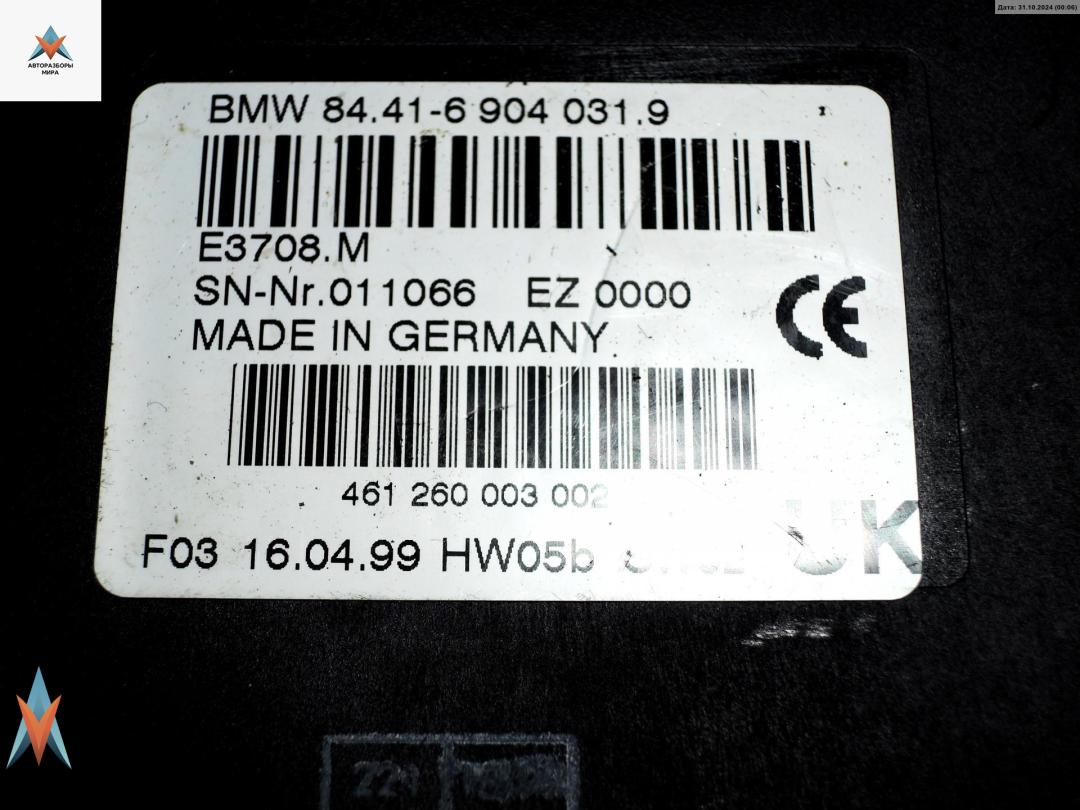 Дата: 31.10.2024 (00:06)
АВТОРАЗБОРЫ
МИРА
BMW 84.41-6 904 031.9
E3708.M
SN-Nr.011066 EZ 0000
MADE IN GERMANY
CE
461 260 003 002
F03 16.04.99 HW05b UK
221